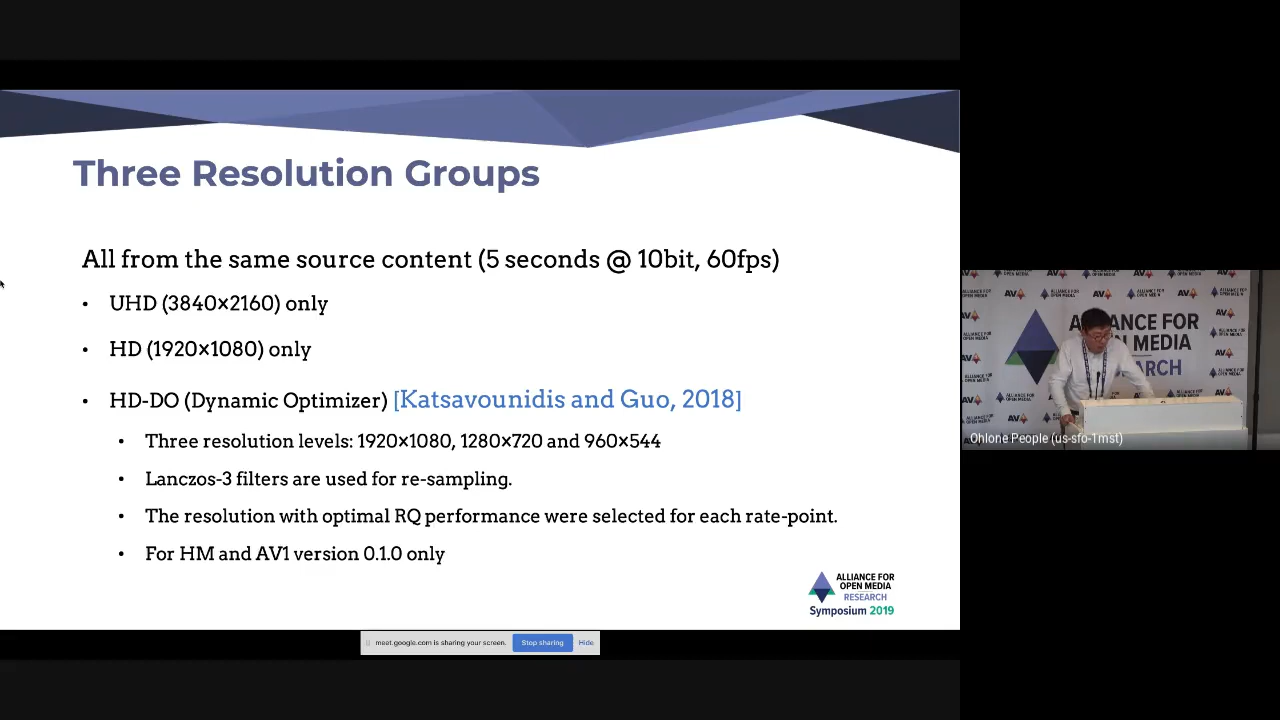 Three Resolution Groups
All from the same source content (5 seconds @ 10bit, 60fps)
• UHD (3840×2160) only
• HD (1920×1080) only
• HD-DO (Dynamic Optimizer) [Katsavounidis and Guo, 2018]
• Three resolution levels: 1920×1080, 1280×720 and 960×544
• Lanczos-3 filters are used for re-sampling.
• The resolution with optimal RQ performance were selected for each rate-point.
• For HM and AV1 version 0.1.0 only
ALLIANCE FOR
OPEN MEDIA
RESEARCH
Symposium 2019
meet.google.com is sharing your screen. Stop sharing Hide
Ohlone People (us-sfo-1mst)